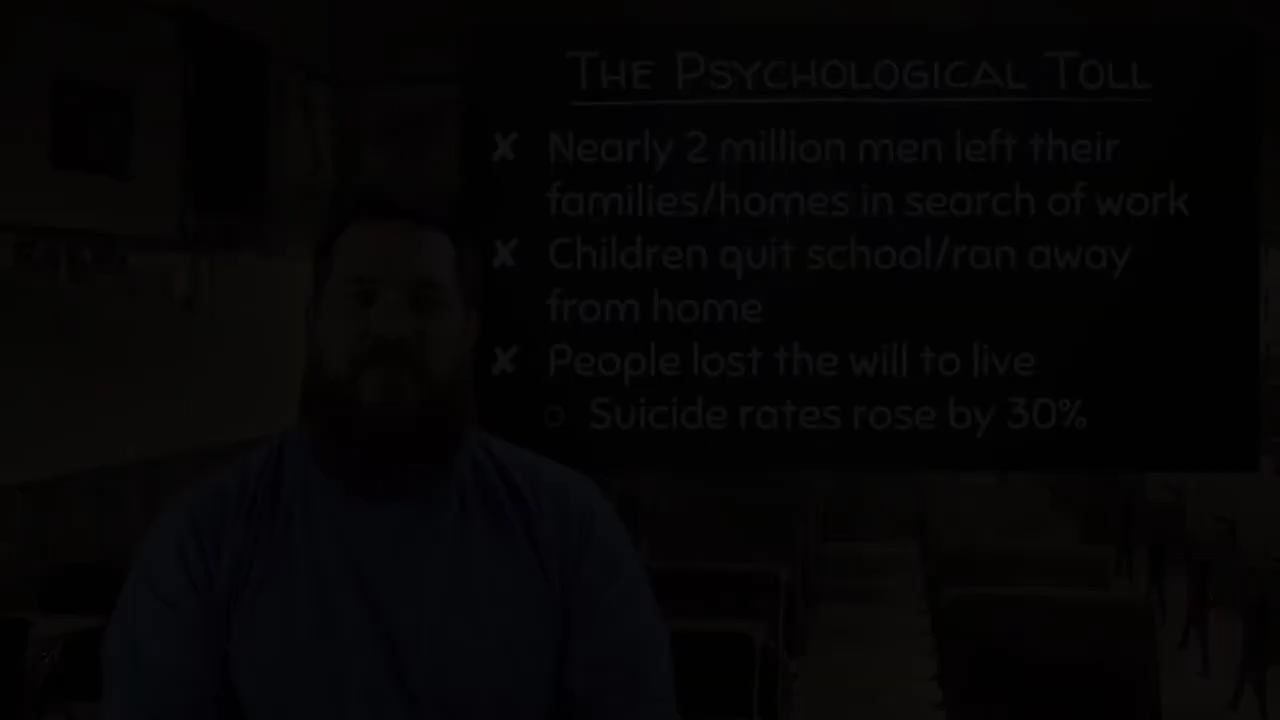 THE PSYCHOLOGICAL TOLL
✘ Nearly 2 million men left their
families/homes in search of work
✘ Children quit school/ran away
from home
✘ People lost the will to live
○ Suicide rates rose by 30%